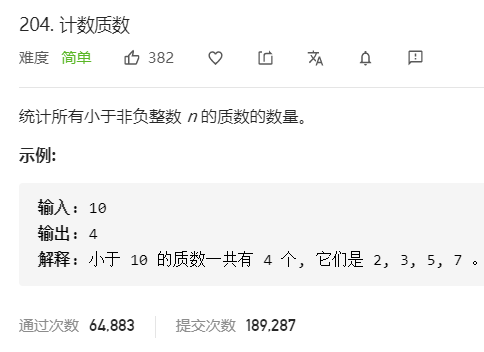 204. 计数质数
难度 简单 382
统计所有小于非负整数 n 的质数的数量。
示例:
输入：10
输出：4
解释：小于 10 的质数一共有 4 个, 它们是 2, 3, 5, 7 。
通过次数 64,883 提交次数 189,287